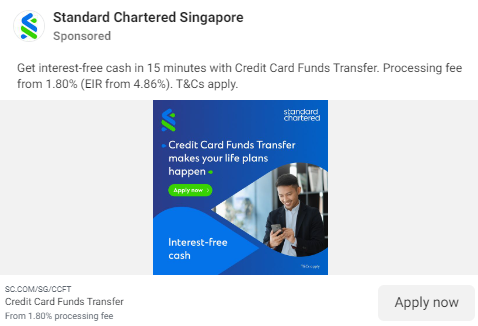 Standard Chartered Singapore
Sponsored
Get interest-free cash in 15 minutes with Credit Card Funds Transfer. Processing fee
from 1.80% (EIR from 4.86%). T&Cs apply.
standard
chartered
Credit Card Funds Transfer
makes your life plans
happen
Apply now
Interest-free
cash
SC.COM/SG/CCFT
Credit Card Funds Transfer
From 1.80% processing fee
Apply now